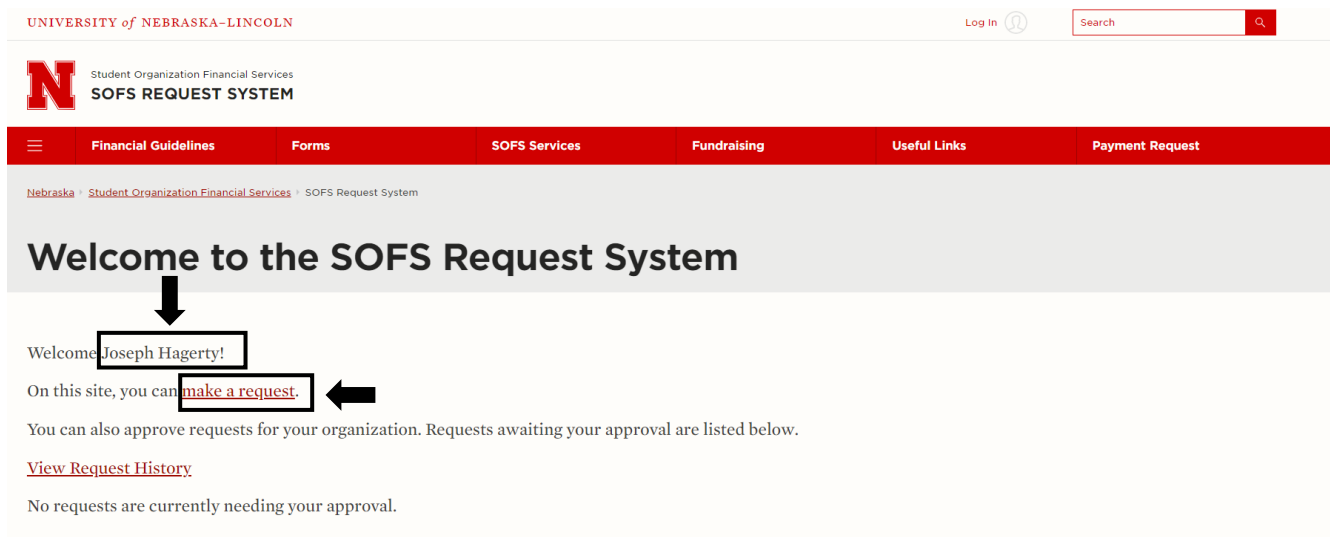 UNIVERSITY of NEBRASKA–LINCOLN
Log In
Search
N
Student Organization Financial Services
SOFS REQUEST SYSTEM
Financial Guidelines
Forms
SOFS Services
Fundraising
Useful Links
Payment Request
Nebraska Student Organization Financial Services SOFS Request System
Welcome to the SOFS Request System
Welcome Joseph Hagerty!
On this site, you can make a request.
You can also approve requests for your organization. Requests awaiting your approval are listed below.
View Request History
No requests are currently needing your approval.